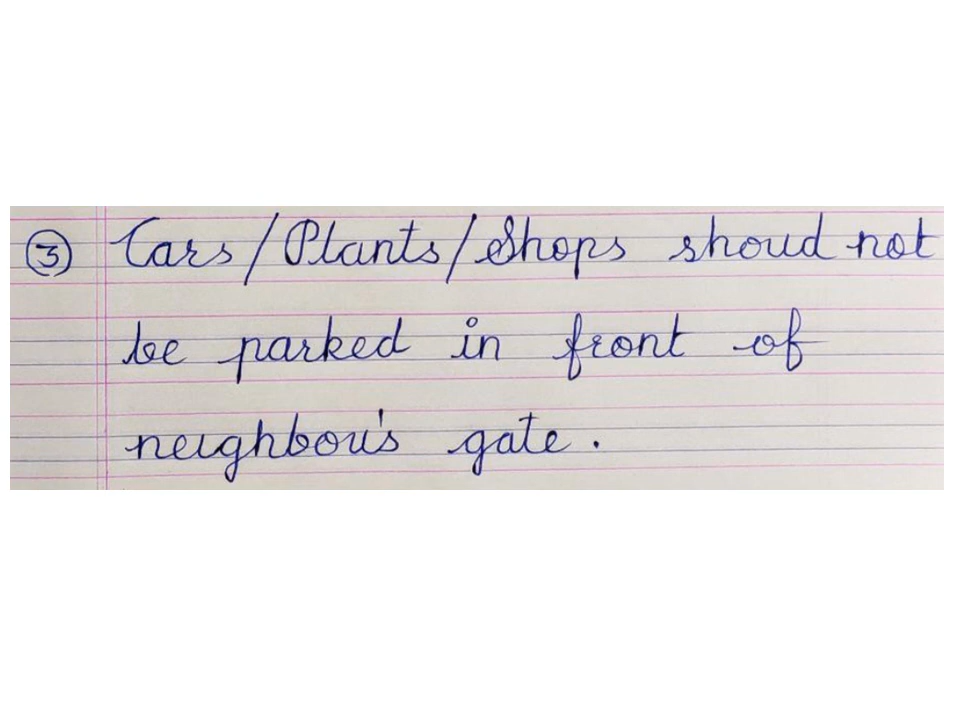 ③ Cars/Plants/Shops shoud not
be parked in front of
neighbou's gate.